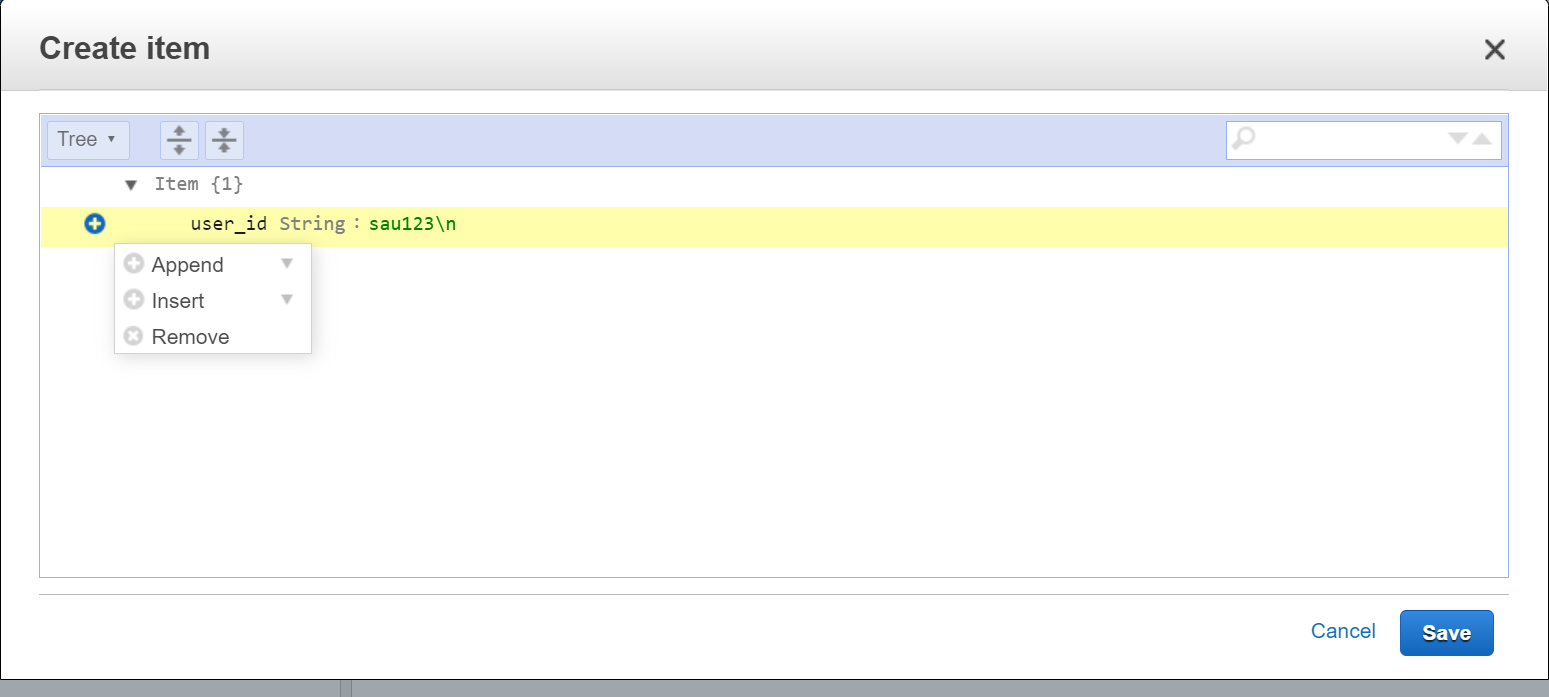 Create item
Tree
Item {1}
user_id String : sau123\n
Append
Insert
Remove
Cancel Save